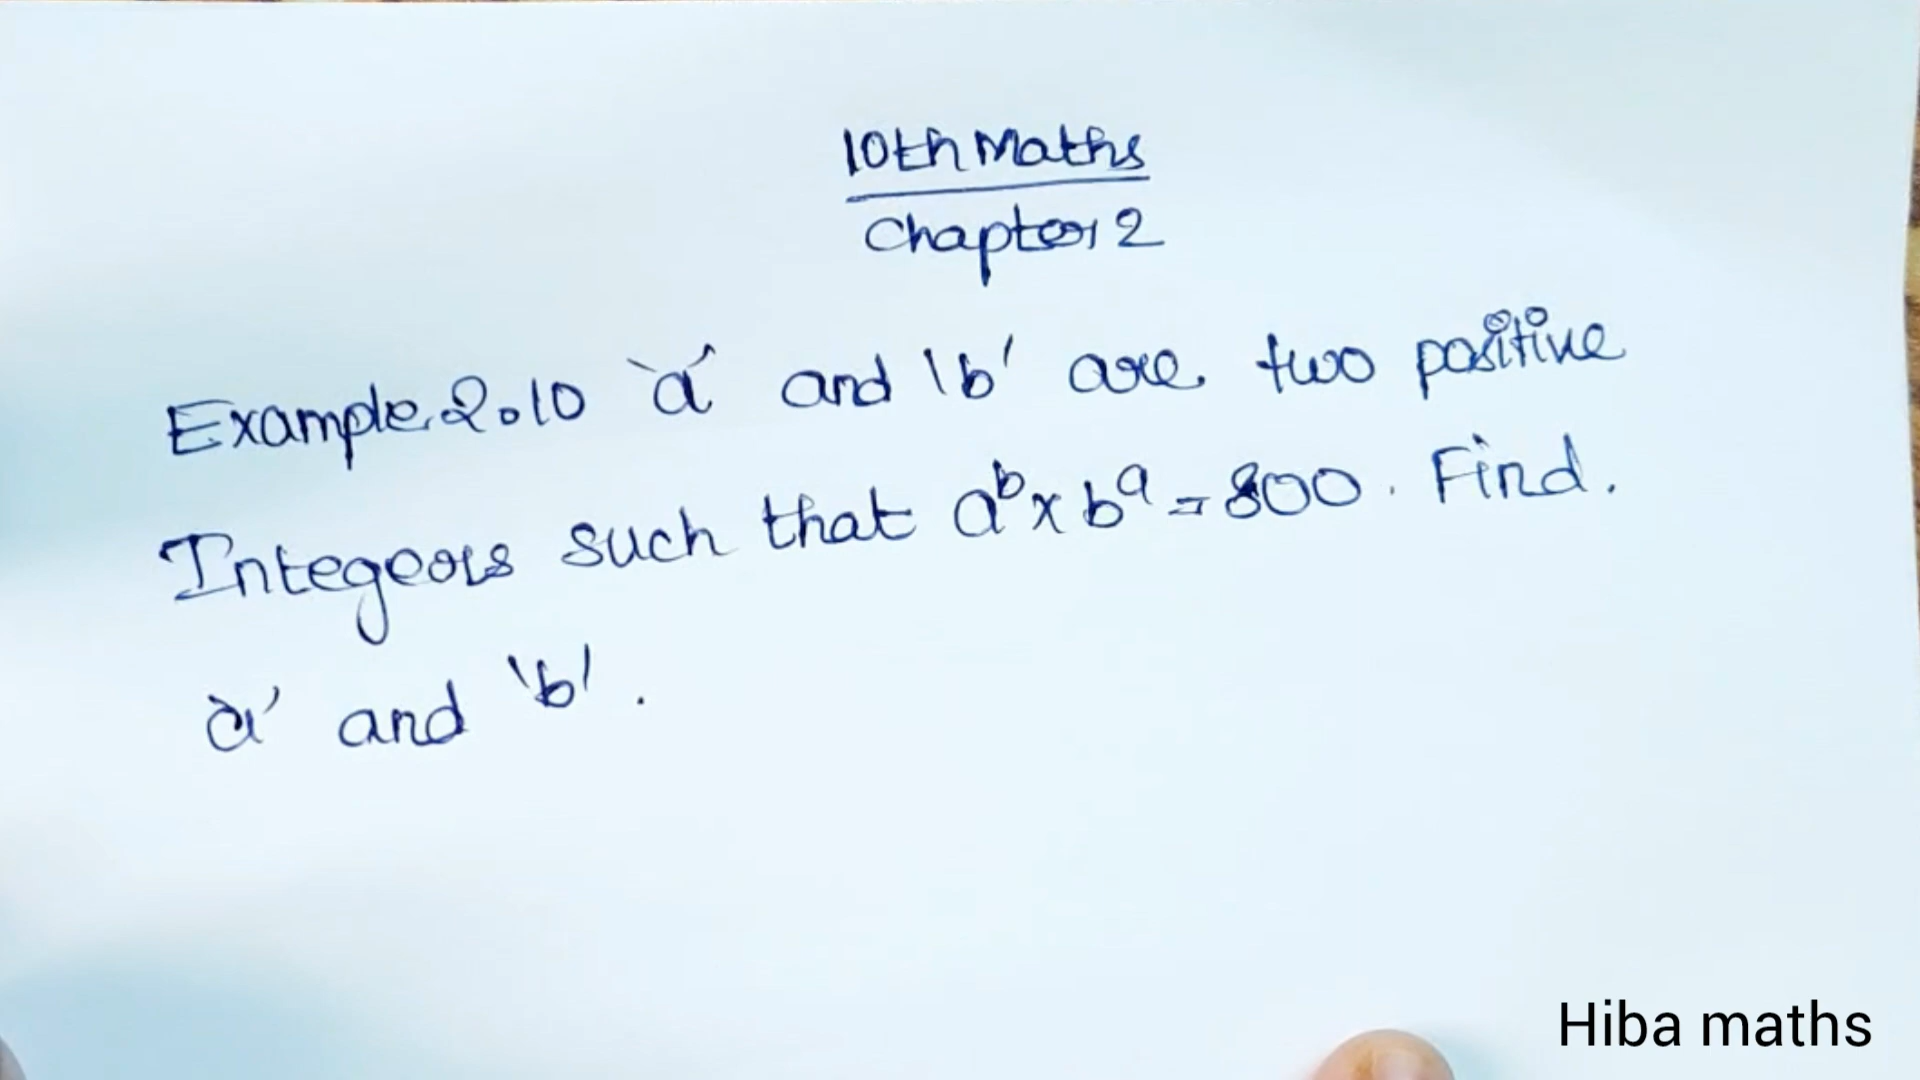 10th Maths
Chapter 2
Example 2.10 'a' and 'b' are two positive
Integers such that a^b x b^a = 800. Find.
'a' and 'b'.
Hiba maths